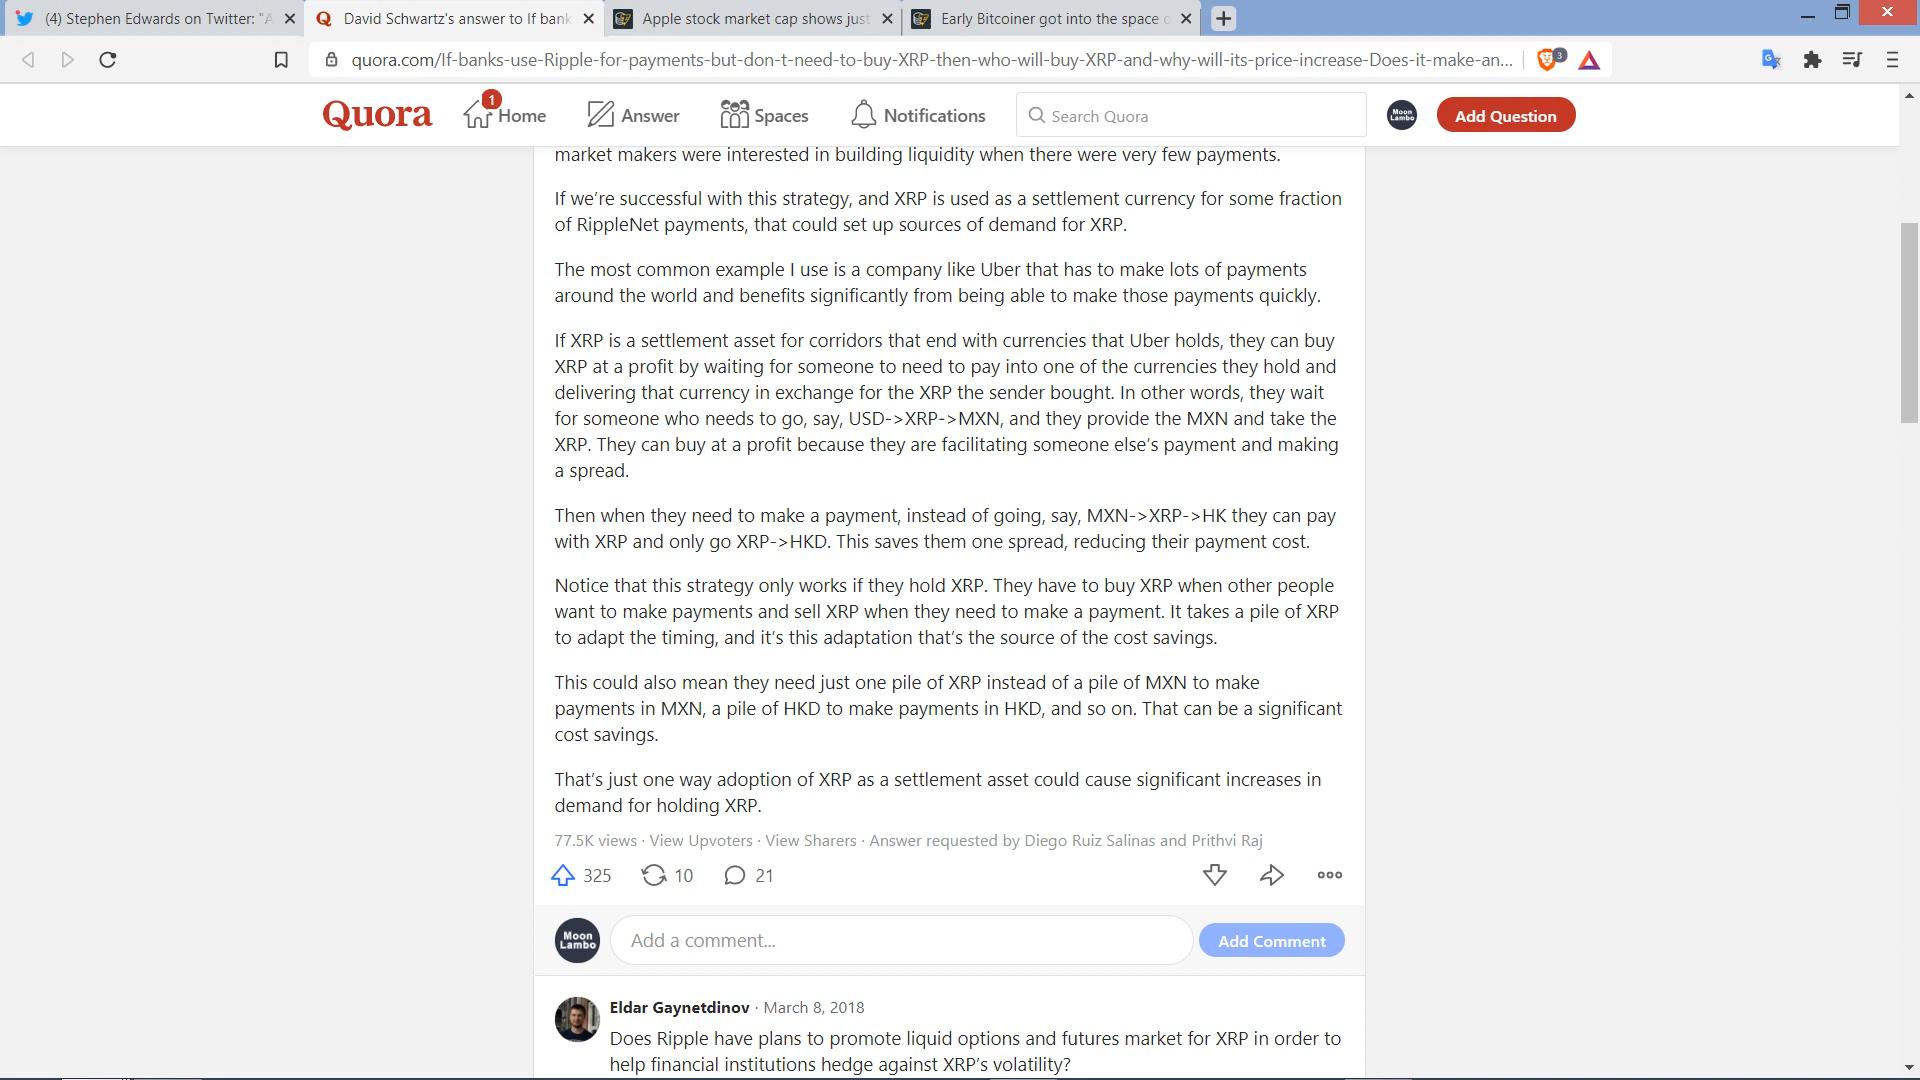 (4) Stephen Edwards on Twitter: "A
David Schwartz's answer to If bank
Apple stock market cap shows just
Early Bitcoiner got into the space o
quora.com/If-banks-use-Ripple-for-payments-but-don-t-need-to-buy-XRP-then-who-will-buy-XRP-and-why-will-its-price-increase-Does-it-make-an...
3
Quora
1
Home
Answer
Spaces
Notifications
Search Quora
Moon Lambo
Add Question
market makers were interested in building liquidity when there were very few payments.
If we're successful with this strategy, and XRP is used as a settlement currency for some fraction
of RippleNet payments, that could set up sources of demand for XRP.
The most common example I use is a company like Uber that has to make lots of payments
around the world and benefits significantly from being able to make those payments quickly.
If XRP is a settlement asset for corridors that end with currencies that Uber holds, they can buy
XRP at a profit by waiting for someone to need to pay into one of the currencies they hold and
delivering that currency in exchange for the XRP the sender bought. In other words, they wait
for someone who needs to go, say, USD->XRP->MXN, and they provide the MXN and take the
XRP. They can buy at a profit because they are facilitating someone else's payment and making
a spread.
Then when they need to make a payment, instead of going, say, MXN->XRP->HK they can pay
with XRP and only go XRP->HKD. This saves them one spread, reducing their payment cost.
Notice that this strategy only works if they hold XRP. They have to buy XRP when other people
want to make payments and sell XRP when they need to make a payment. It takes a pile of XRP
to adapt the timing, and it's this adaptation that's the source of the cost savings.
This could also mean they need just one pile of XRP instead of a pile of MXN to make
payments in MXN, a pile of HKD to make payments in HKD, and so on. That can be a significant
cost savings.
That's just one way adoption of XRP as a settlement asset could cause significant increases in
demand for holding XRP.
77.5K views · View Upvoters · View Sharers · Answer requested by Diego Ruiz Salinas and Prithvi Raj
325
10
21
Moon
Lambo
Add a comment...
Add Comment
Eldar Gaynetdinov · March 8, 2018
Does Ripple have plans to promote liquid options and futures market for XRP in order to
help financial institutions hedge against XRP's volatility?